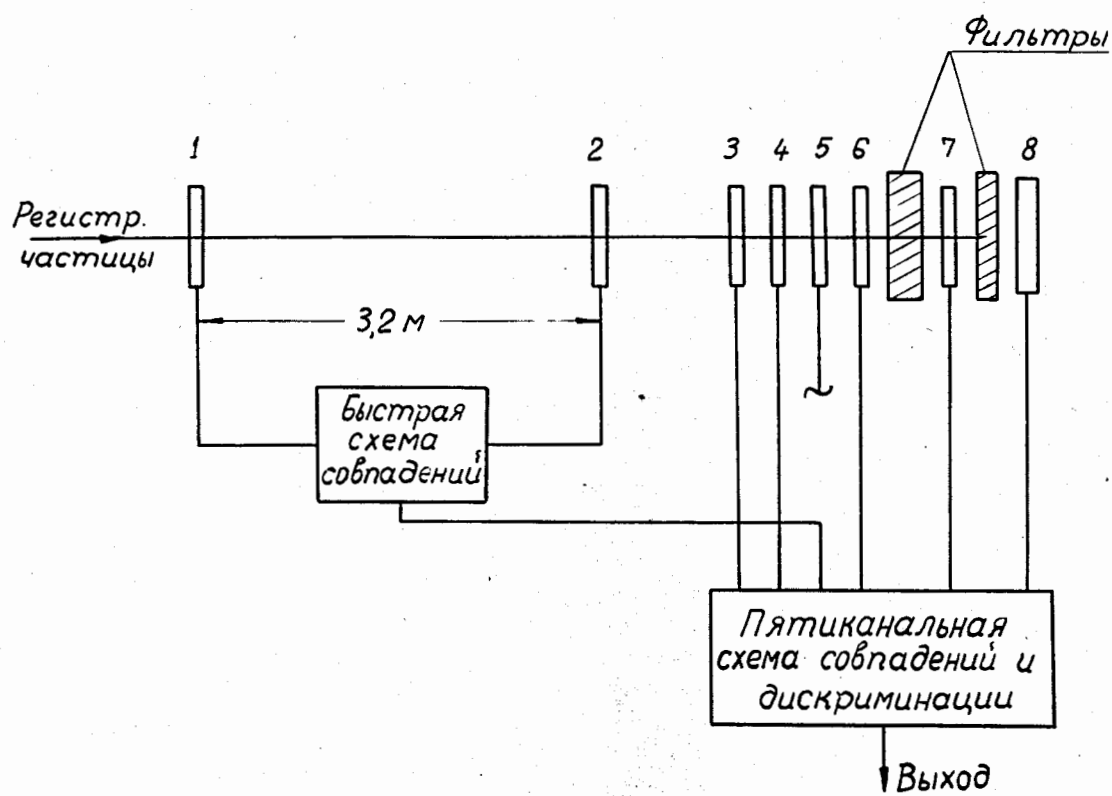 Фильтры
1 2 3 4 5 6 7 8
Регистр.
частицы
3,2 м
Быстрая
схема
совпадений
Пятиканальная
схема совпадений и
дискриминации
Выход